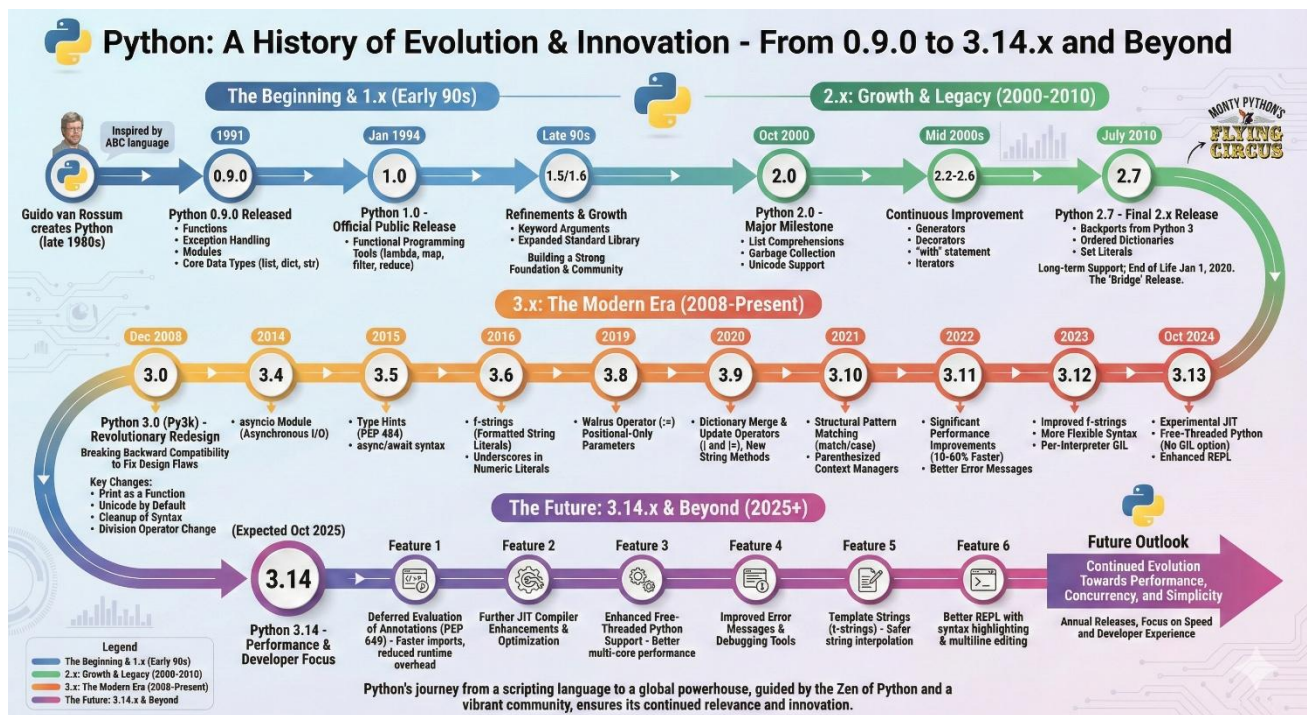 Python: A History of Evolution & Innovation - From 0.9.0 to 3.14.x and Beyond
The Beginning & 1.x (Early 90s)
2.x: Growth & Legacy (2000-2010)
MONTY PYTHON'S
FLYING
CIRCUS
Inspired by
ABC language
Guido van Rossum
creates Python
(late 1980s)
1991
0.9.0
Python 0.9.0 Released
• Functions
• Exception Handling
• Modules
• Core Data Types (list, dict, str)
Jan 1994
1.0
Python 1.0 -
Official Public Release
• Functional Programming
Tools (lambda, map,
filter, reduce)
Late 90s
1.5/1.6
Refinements & Growth
• Keyword Arguments
• Expanded Standard Library
Building a Strong
Foundation & Community
Oct 2000
2.0
Python 2.0 -
Major Milestone
• List Comprehensions
• Garbage Collection
• Unicode Support
Mid 2000s
2.2-2.6
Continuous Improvement
• Generators
• Decorators
• "with" statement
• Iterators
July 2010
2.7
Python 2.7 - Final 2.x Release
• Backports from Python 3
• Ordered Dictionaries
• Set Literals
Long-term Support; End of Life Jan 1, 2020.
The 'Bridge' Release.
3.x: The Modern Era (2008-Present)
Dec 2008
3.0
Python 3.0 (Py3k) -
Revolutionary Redesign
Breaking Backward Compatibility
to Fix Design Flaws
Key Changes:
• Print as a Function
• Unicode by Default
• Cleanup of Syntax
• Division Operator Change
2014
3.4
• asyncio Module
(Asynchronous I/O)
2015
3.5
• Type Hints
(PEP 484)
• async/await syntax
2016
3.6
• f-strings
(Formatted String
Literals)
• Underscores in
Numeric Literals
2019
3.8
• Walrus Operator (:=)
Positional-Only
Parameters
2020
3.9
• Dictionary Merge &
Update Operators
(| and |=), New
String Methods
2021
3.10
• Structural Pattern
Matching
(match/case)
• Parenthesized
Context Managers
2022
3.11
• Significant
Performance
Improvements
(10-60% Faster)
• Better Error Messages
2023
3.12
• Improved f-strings
• More Flexible Syntax
• Per-Interpreter GIL
Oct 2024
3.13
• Experimental JIT
• Free-Threaded Python
(No GIL option)
• Enhanced REPL
The Future: 3.14.x & Beyond (2025+)
(Expected Oct 2025)
3.14
Python 3.14 -
Performance &
Developer Focus
Feature 1
Deferred Evaluation
of Annotations (PEP
649) - Faster imports,
reduced runtime
overhead
Feature 2
Further JIT Compiler
Enhancements &
Optimization
Feature 3
Enhanced Free-
Threaded Python
Support - Better
multi-core performance
Feature 4
Improved Error
Messages &
Debugging Tools
Feature 5
Template Strings
(t-strings) - Safer
string interpolation
Feature 6
Better REPL with
syntax highlighting
& multiline editing
Future Outlook
Continued Evolution
Towards Performance,
Concurrency, and Simplicity
Annual Releases, Focus on Speed
and Developer Experience
Legend
The Beginning & 1.x (Early 90s)
2.x: Growth & Legacy (2000-2010)
3.x: The Modern Era (2008-Present)
The Future: 3.14.x & Beyond
Python's journey from a scripting language to a global powerhouse, guided by the Zen of Python and a
vibrant community, ensures its continued relevance and innovation.